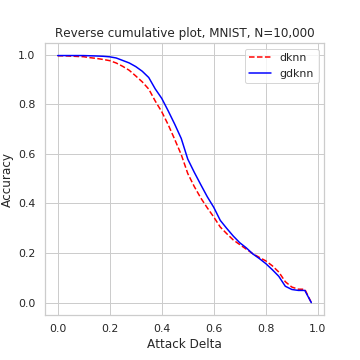 Reverse cumulative plot, MNIST, N=10,000
dknn
gdknn
1.0
0.8
0.6
0.4
0.2
0.0
Accuracy
0.0 0.2 0.4 0.6 0.8 1.0
Attack Delta